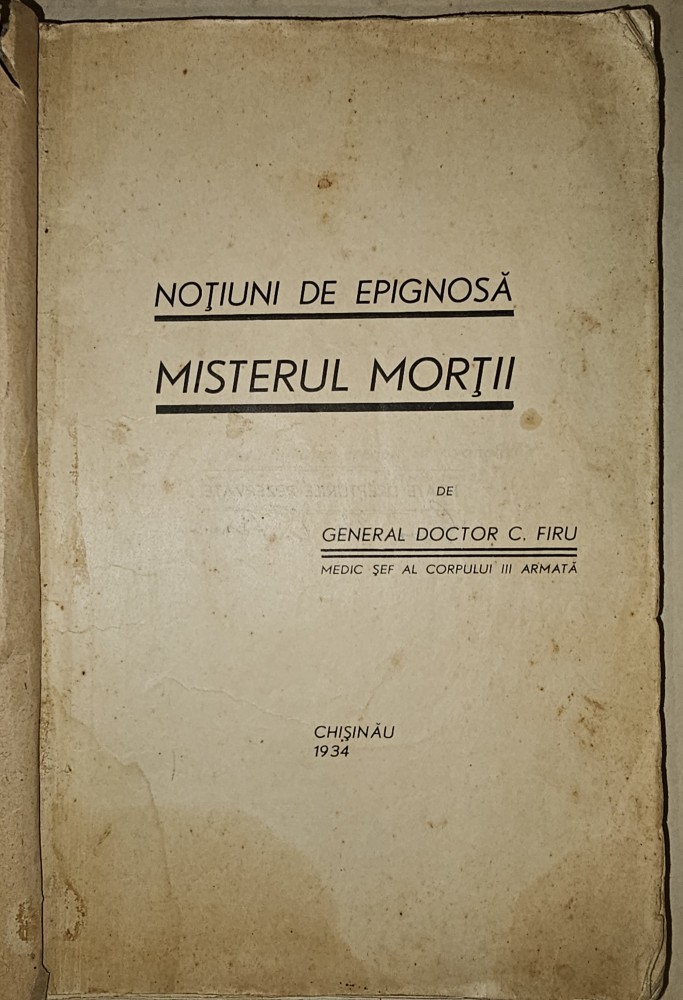 NOŢIUNI DE EPIGNOSĂ
MISTERUL MORŢII
DE
GENERAL DOCTOR C. FIRU
MEDIC ŞEF AL CORPULUI III ARMATĂ
CHIŞINĂU
1934